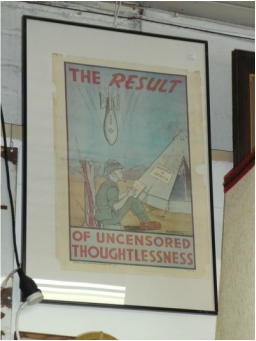 THE RESULT
OF UNCENSORED
THOUGHTLESSNESS